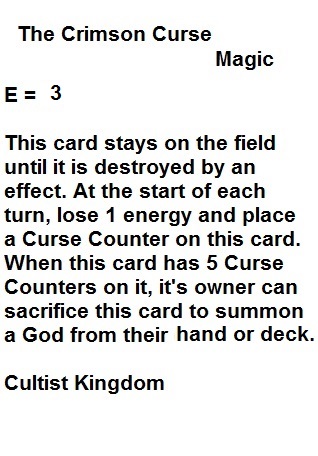 The Crimson Curse
Magic
E = 3
This card stays on the field
until it is destroyed by an
effect. At the start of each
turn, lose 1 energy and place
a Curse Counter on this card.
When this card has 5 Curse
Counters on it, it's owner can
sacrifice this card to summon
a God from their hand or deck.
Cultist Kingdom